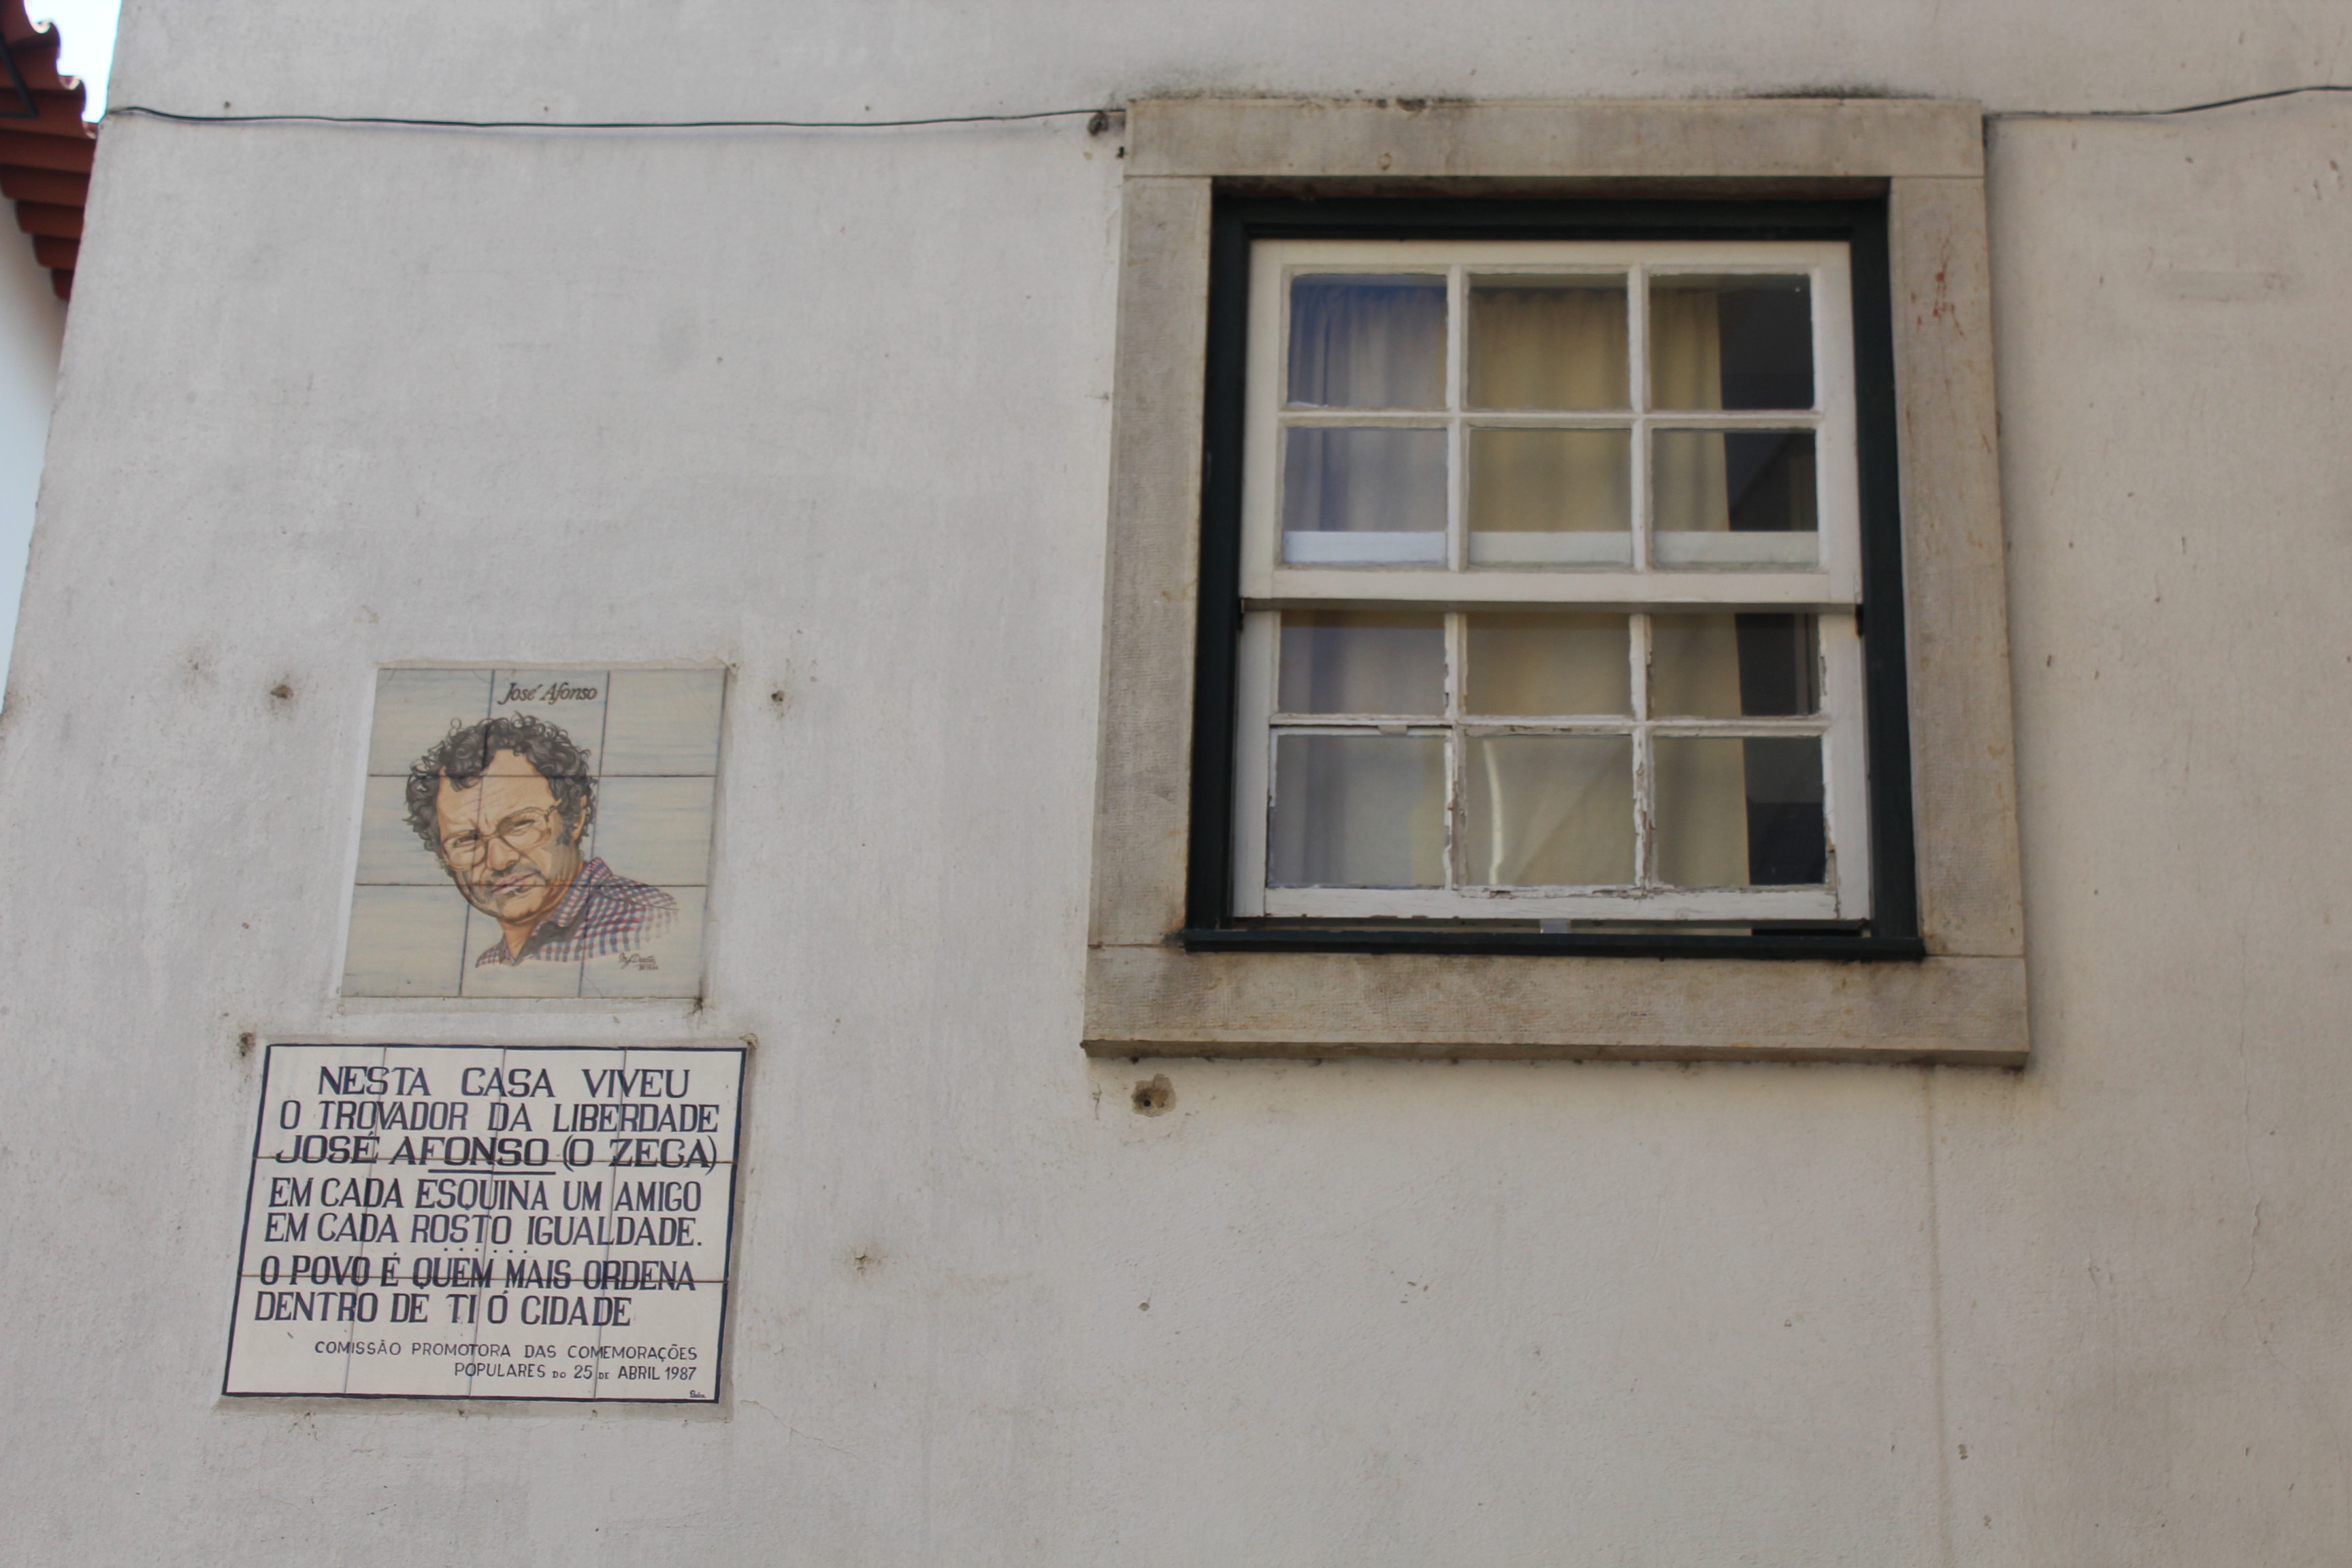 José Afonso
NESTA CASA VIVEU
O TROVADOR DA LIBERDADE
JOSÉ AFONSO (O ZECA)
EM CADA ESQUINA UM AMIGO
EM CADA ROSTO IGUALDADE.
......
O POVO É QUEM MAIS ORDENA
DENTRO DE TI Ó CIDADE
COMISSÃO PROMOTORA DAS COMEMORAÇÕES
POPULARES DO 25 DE ABRIL 1987